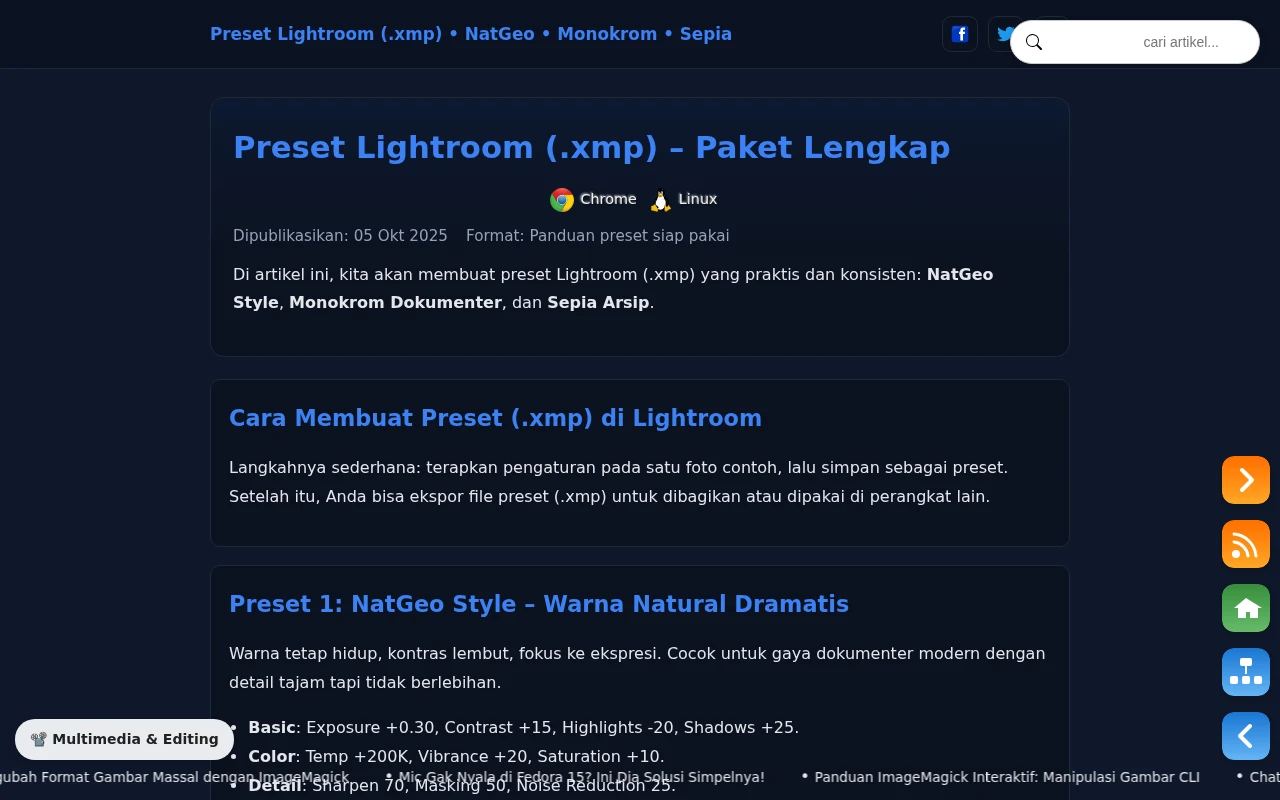 Preset Lightroom (.xmp) • NatGeo • Monokrom • Sepia
cari artikel...
Preset Lightroom (.xmp) – Paket Lengkap
Chrome Linux
Dipublikasikan: 05 Okt 2025 Format: Panduan preset siap pakai
Di artikel ini, kita akan membuat preset Lightroom (.xmp) yang praktis dan konsisten: NatGeo
Style, Monokrom Dokumenter, dan Sepia Arsip.
Cara Membuat Preset (.xmp) di Lightroom
Langkahnya sederhana: terapkan pengaturan pada satu foto contoh, lalu simpan sebagai preset.
Setelah itu, Anda bisa ekspor file preset (.xmp) untuk dibagikan atau dipakai di perangkat lain.
Preset 1: NatGeo Style – Warna Natural Dramatis
Warna tetap hidup, kontras lembut, fokus ke ekspresi. Cocok untuk gaya dokumenter modern dengan
detail tajam tapi tidak berlebihan.
• Basic: Exposure +0.30, Contrast +15, Highlights -20, Shadows +25.
📽️ Multimedia & Editing
• Color: Temp +200K, Vibrance +20, Saturation +10.
gubah Format Gambar Massal dengan ImageMagick • Mic Gak Nyala di Fedora 15? Ini Dia Solusi Simpelnya! • Panduan ImageMagick Interaktif: Manipulasi Gambar CLI • Chat
• Detail: Sharpen 70, Masking 50, Noise Reduction 25.